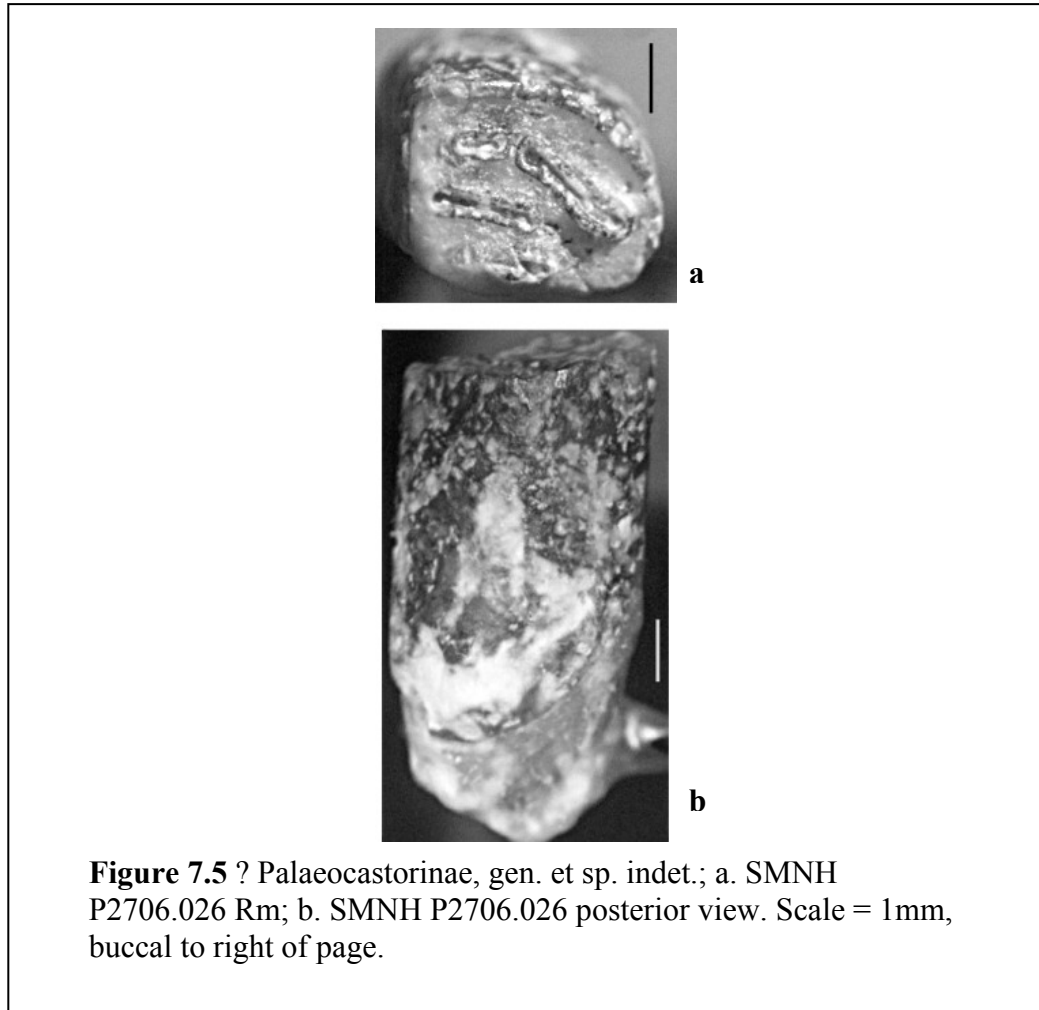 a
b
Figure 7.5 ? Palaeocastorinae, gen. et sp. indet.; a. SMNH
P2706.026 Rm; b. SMNH P2706.026 posterior view. Scale = 1mm,
buccal to right of page.